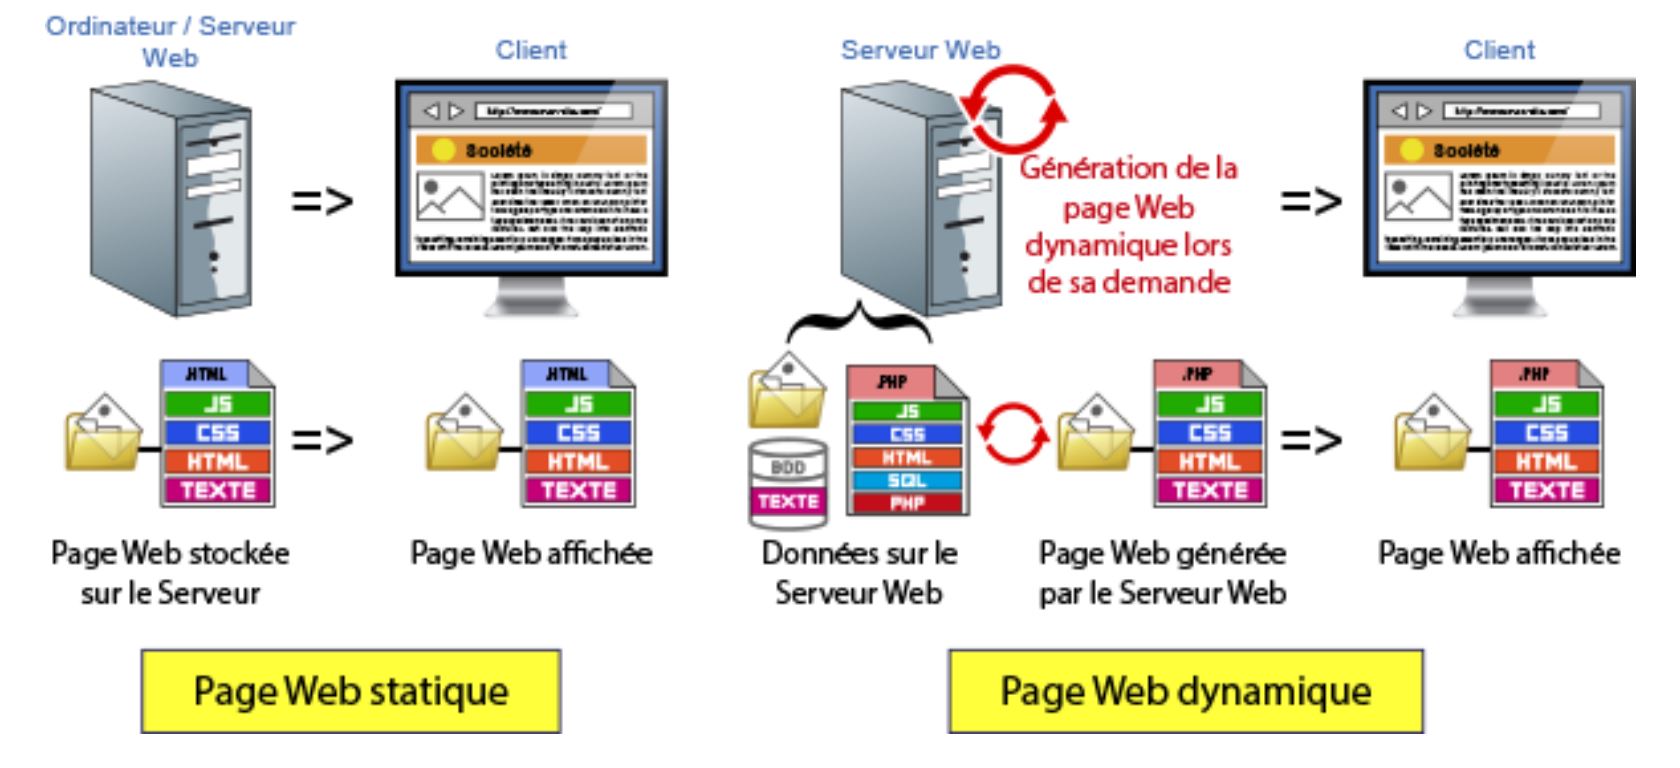 Ordinateur / Serveur
Web
Client
Société
=>
.HTML
JS
CSS
HTML
TEXTE
=>
.HTML
JS
CSS
HTML
TEXTE
Page Web stockée
sur le Serveur
Page Web affichée
Page Web statique
Serveur Web
Client
Génération de la
page Web
dynamique lors
de sa demande
=>
Société
.PHP
JS
CSS
HTML
SQL
PHP
BDD
TEXTE
.PHP
JS
CSS
HTML
TEXTE
=>
.PHP
JS
CSS
HTML
TEXTE
Données sur le
Serveur Web
Page Web générée
par le Serveur Web
Page Web affichée
Page Web dynamique